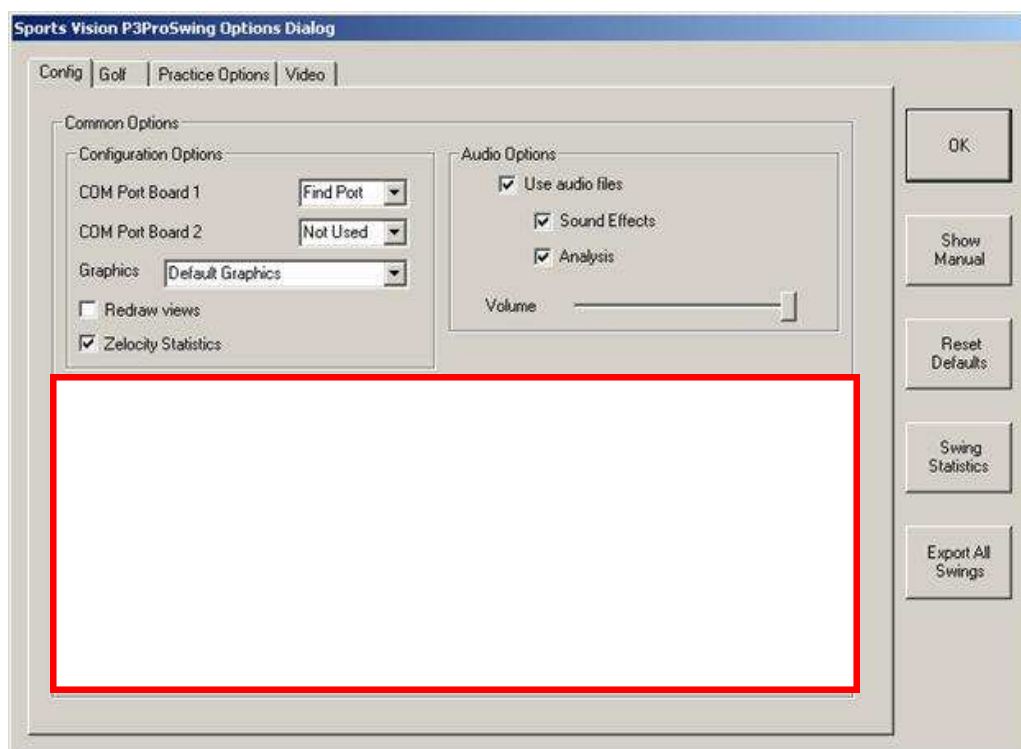 Sports Vision P3ProSwing Options Dialog
Config Golf Practice Options Video
Common Options
Configuration Options
COM Port Board 1 Find Port
COM Port Board 2 Not Used
Graphics Default Graphics
Redraw views
Zelocity Statistics
Audio Options
Use audio files
Sound Effects
Analysis
Volume
OK
Show
Manual
Reset
Defaults
Swing
Statistics
Export All
Swings